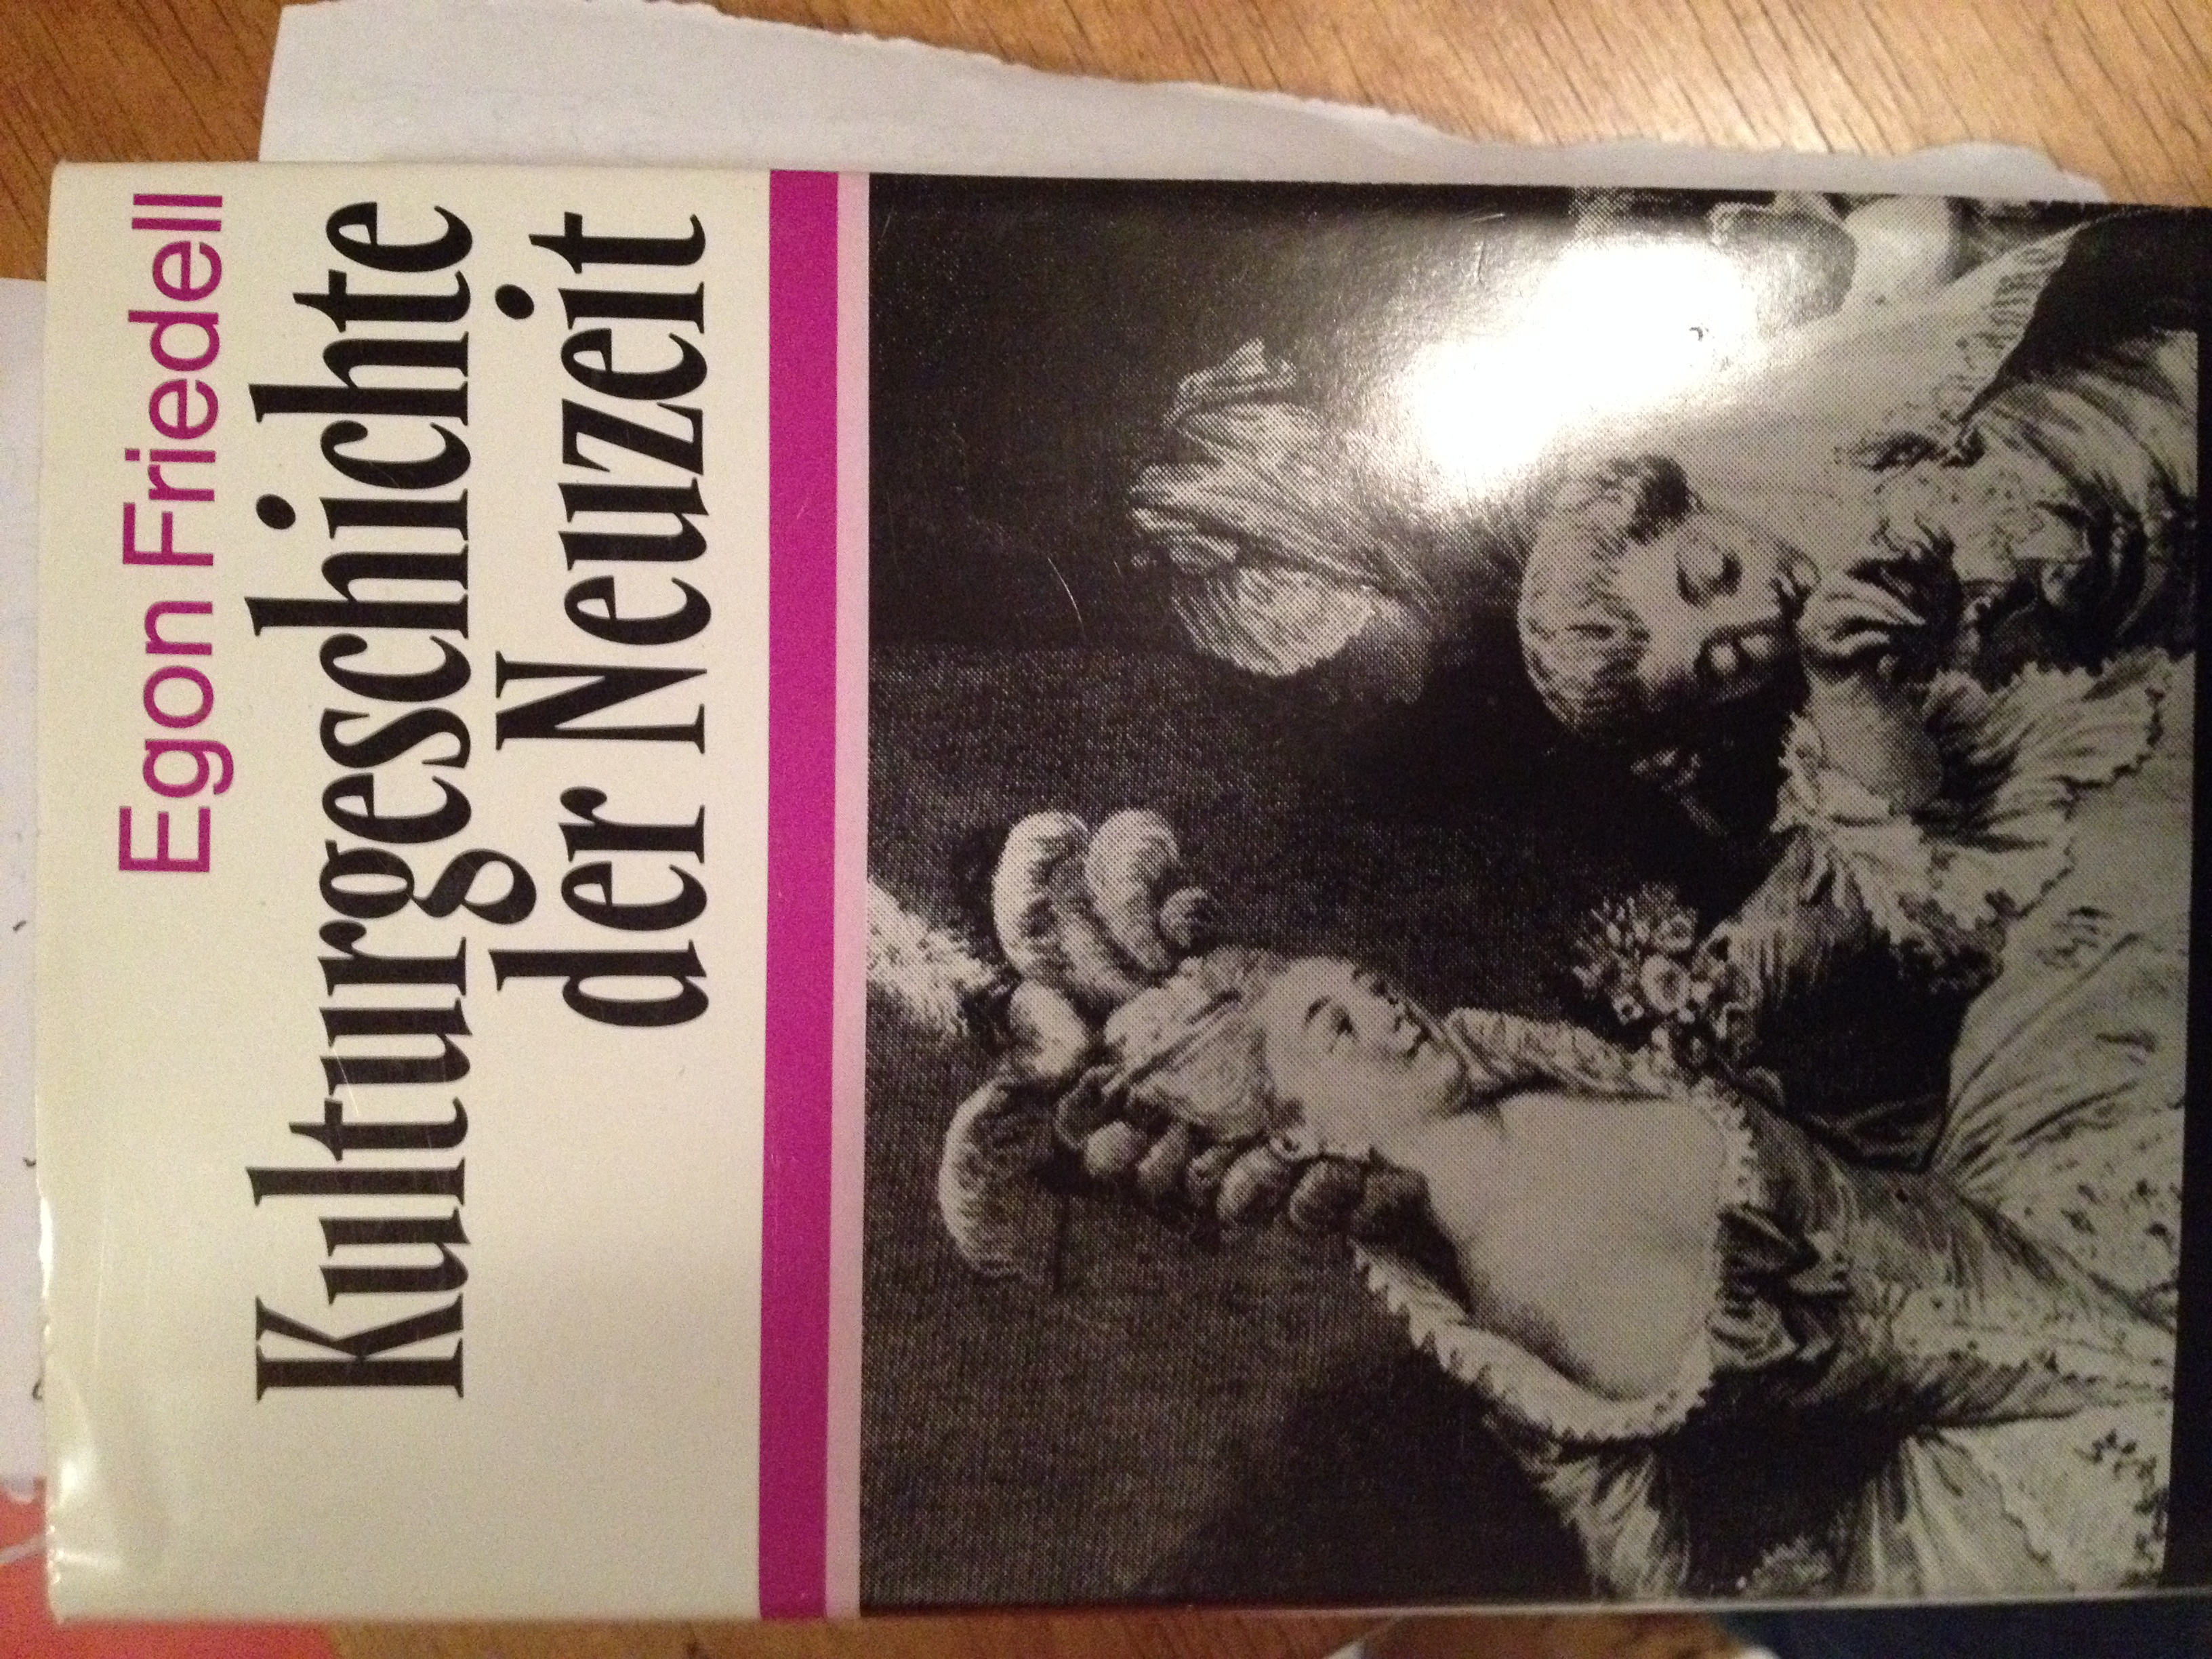 Egon Friedell
Kulturgeschichte
der Neuzeit